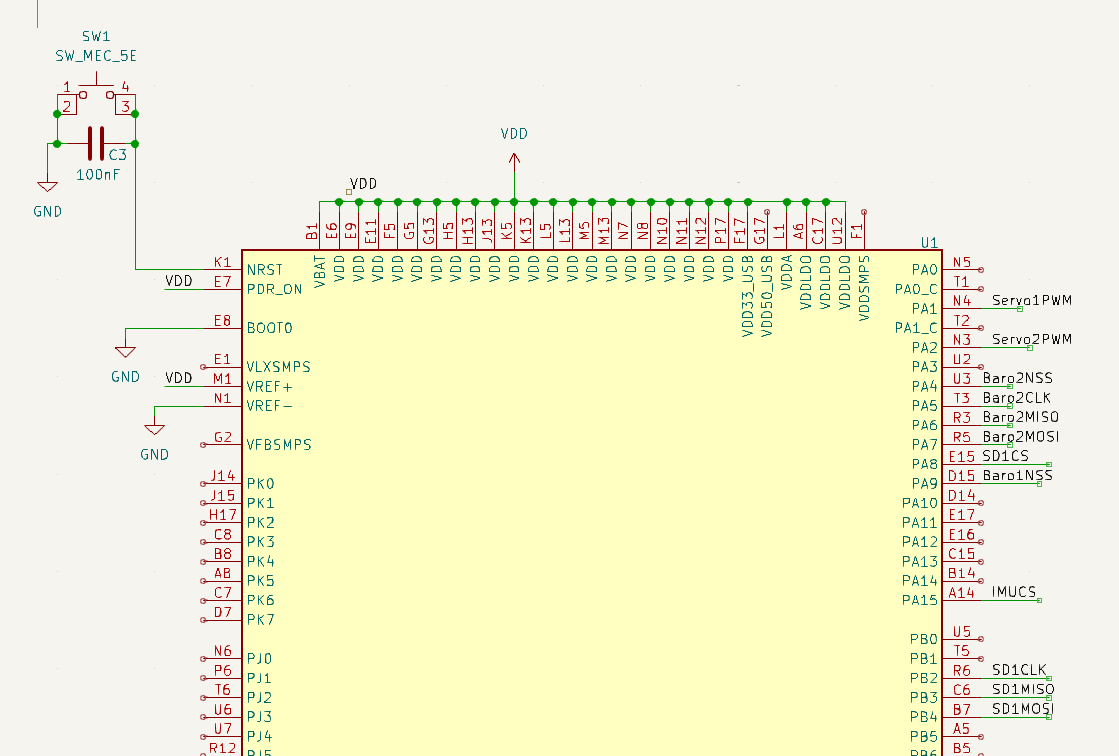 SW1
SW_MEC_5E
1 4
2 3
C3
100nF
GND
VDD
VDD
B1 E6 E9 E11 F5 G5 G13 H5 H13 J13 K5 K13 L5 L13 M5 M13 N7 N8 N10 N11 N12 P17 F17 G17 L1 A6 C17 U12 F1
U1
VBAT VDD VDD VDD VDD VDD VDD VDD VDD VDD VDD VDD VDD VDD VDD VDD VDD VDD VDD VDD VDD VDD VDD33_USB VDD50_USB VDDA VDDLDO VDDLDO VDDLDO VDDSMPS
K1 NRST
VDD E7 PDR_ON
E8 BOOT0
GND
E1 VLXSMPS
VDD M1 VREF+
N1 VREF-
GND
G2 VFBSMPS
J14 PK0
J15 PK1
H17 PK2
C8 PK3
B8 PK4
A8 PK5
C7 PK6
D7 PK7
N6 PJ0
P6 PJ1
T6 PJ2
U6 PJ3
U7 PJ4
R12 PJ5
PA0 N5
PA0_C T1
PA1 N4 Servo1PWM
PA1_C T2
PA2 N3 Servo2PWM
PA3 U2
PA4 U3 Baro2NSS
PA5 T3 Baro2CLK
PA6 R3 Baro2MISO
PA7 R5 Baro2MOSI
PA8 E15 SD1CS
PA9 D15 Baro1NSS
PA10 D14
PA11 E17
PA12 E16
PA13 C15
PA14 B14
PA15 A14 IMUCS
PB0 U5
PB1 T5
PB2 R6 SD1CLK
PB3 C6 SD1MISO
PB4 B7 SD1MOSI
PB5 A5
PB6 B5